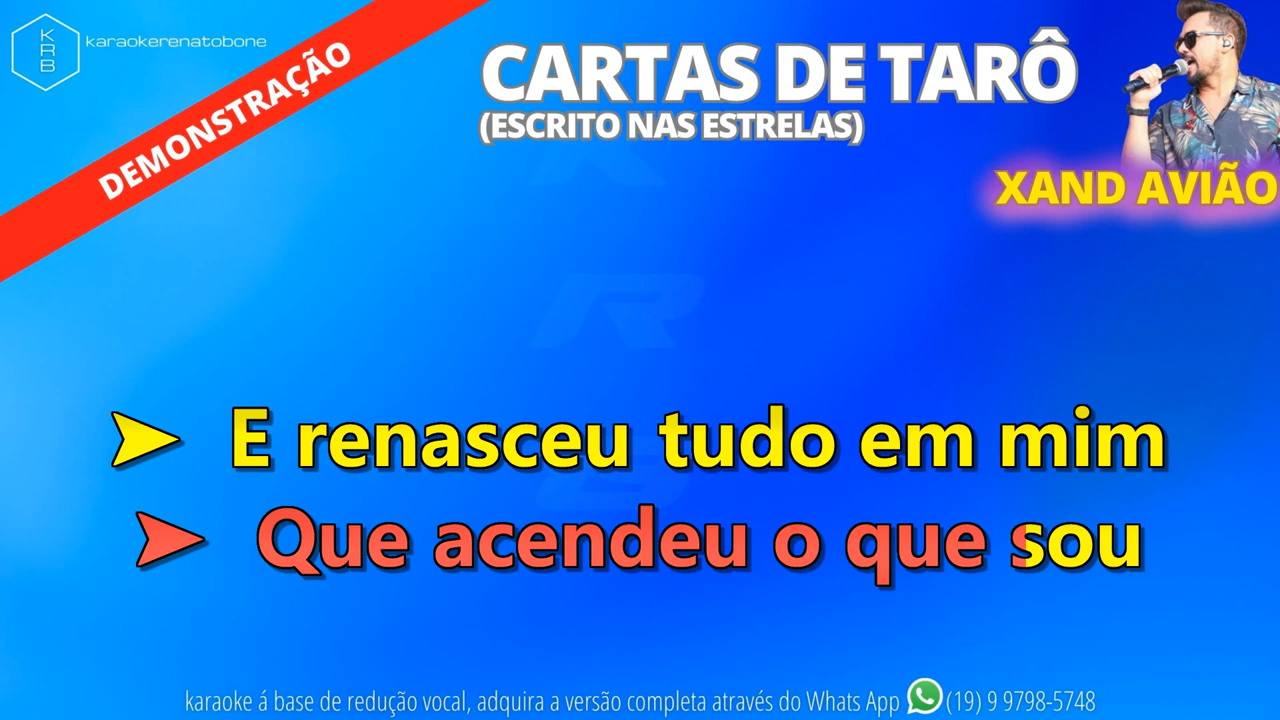 KRB
karaokerenatobone
DEMONSTRAÇÃO
CARTAS DE TARÔ
(ESCRITO NAS ESTRELAS)
XAND AVIÃO
K
R
B
➤ E renasceu tudo em mim
➤ Que acendeu o que sou
karaoke á base de redução vocal, adquira a versão completa através do Whats App (19) 9 9798-5748